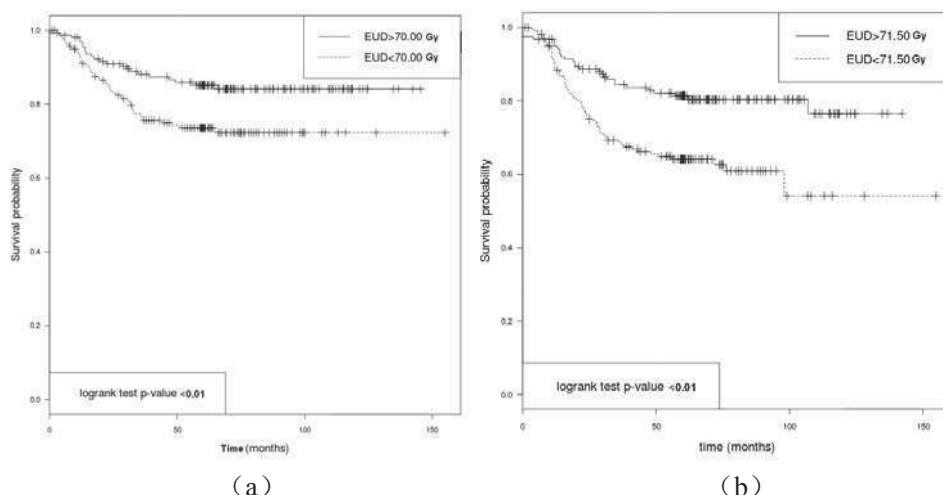 EUD>70.00 Gy
EUD<70.00 Gy
Survival probability
1.0
0.8
0.6
0.4
0.2
0.0
logrank test p-value <0.01
0
50
100
150
Time (months)
(a)
EUD>71.50 Gy
EUD<71.50 Gy
Survival probability
1.0
0.8
0.6
0.4
0.2
0.0
logrank test p-value <0.01
0
50
100
150
time (months)
(b)